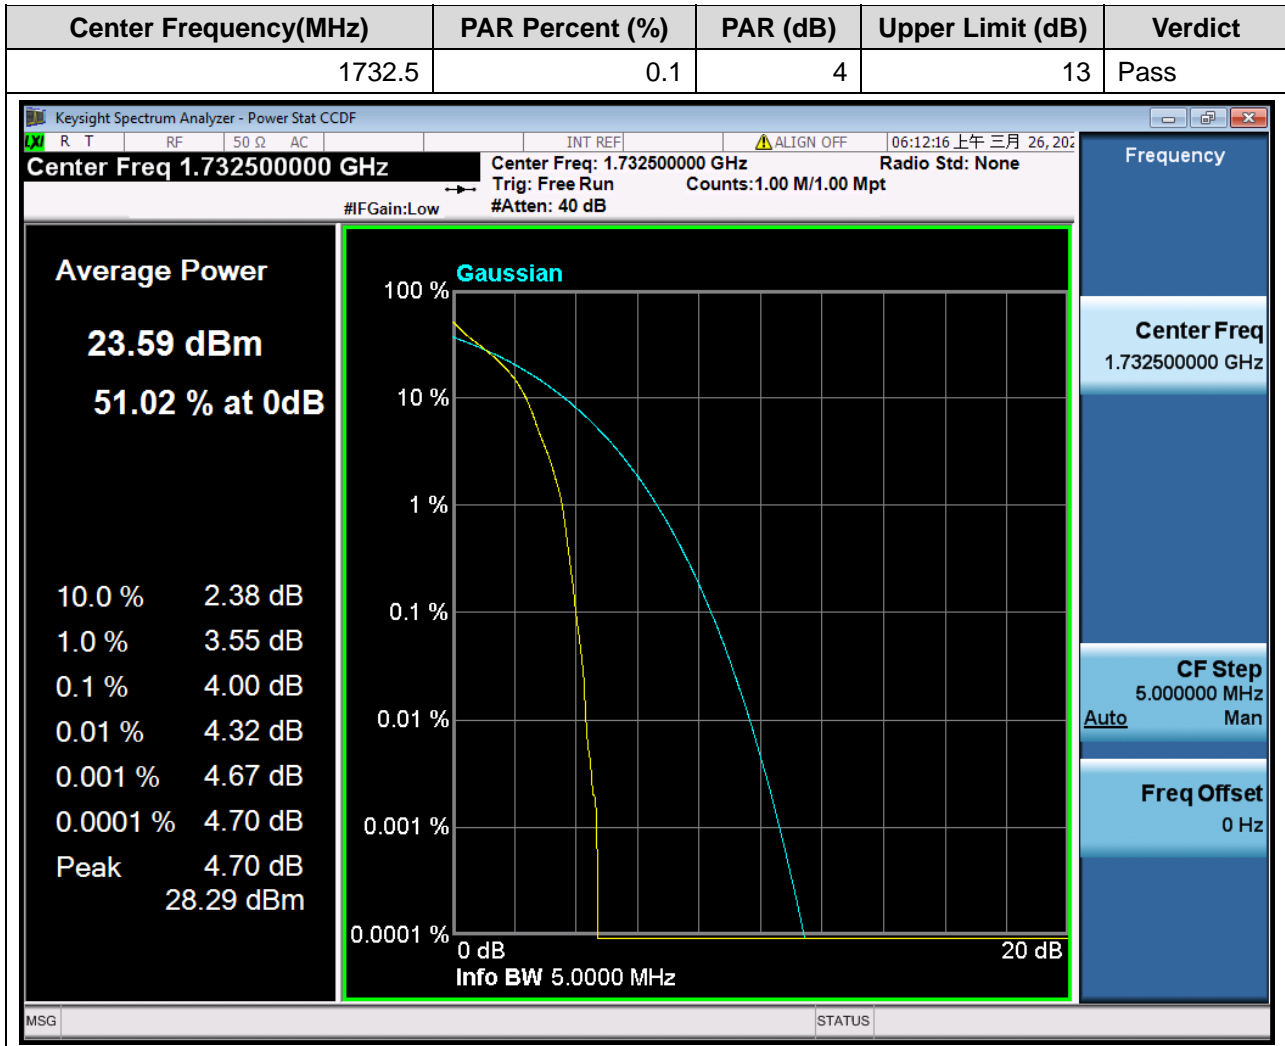 Center Frequency(MHz) PAR Percent (%) PAR (dB) Upper Limit (dB) Verdict
1732.5 0.1 4 13 Pass
Keysight Spectrum Analyzer - Power Stat CCDF
LXI R T RF 50 Ω AC INT REF ALIGN OFF 06:12:16 上午 三月 26, 202
Center Freq 1.732500000 GHz
Center Freq: 1.732500000 GHz Radio Std: None
Trig: Free Run Counts:1.00 M/1.00 Mpt
#IFGain:Low #Atten: 40 dB
Average Power
23.59 dBm
51.02 % at 0dB
10.0 % 2.38 dB
1.0 % 3.55 dB
0.1 % 4.00 dB
0.01 % 4.32 dB
0.001 % 4.67 dB
0.0001 % 4.70 dB
Peak 4.70 dB
28.29 dBm
Gaussian
100 %
10 %
1 %
0.1 %
0.01 %
0.001 %
0.0001 %
0 dB 20 dB
Info BW 5.0000 MHz
Frequency
Center Freq
1.732500000 GHz
CF Step
5.000000 MHz
Auto Man
Freq Offset
0 Hz
MSG STATUS